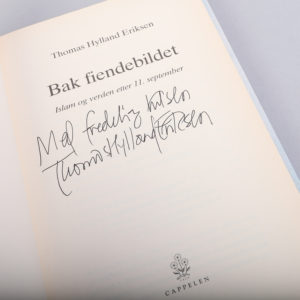 Thomas Hylland Eriksen
Bak fiendebildet
Islam og verden etter 11. september
Med fredelig hilsen
Thomas Hylland Eriksen
CAPPELEN